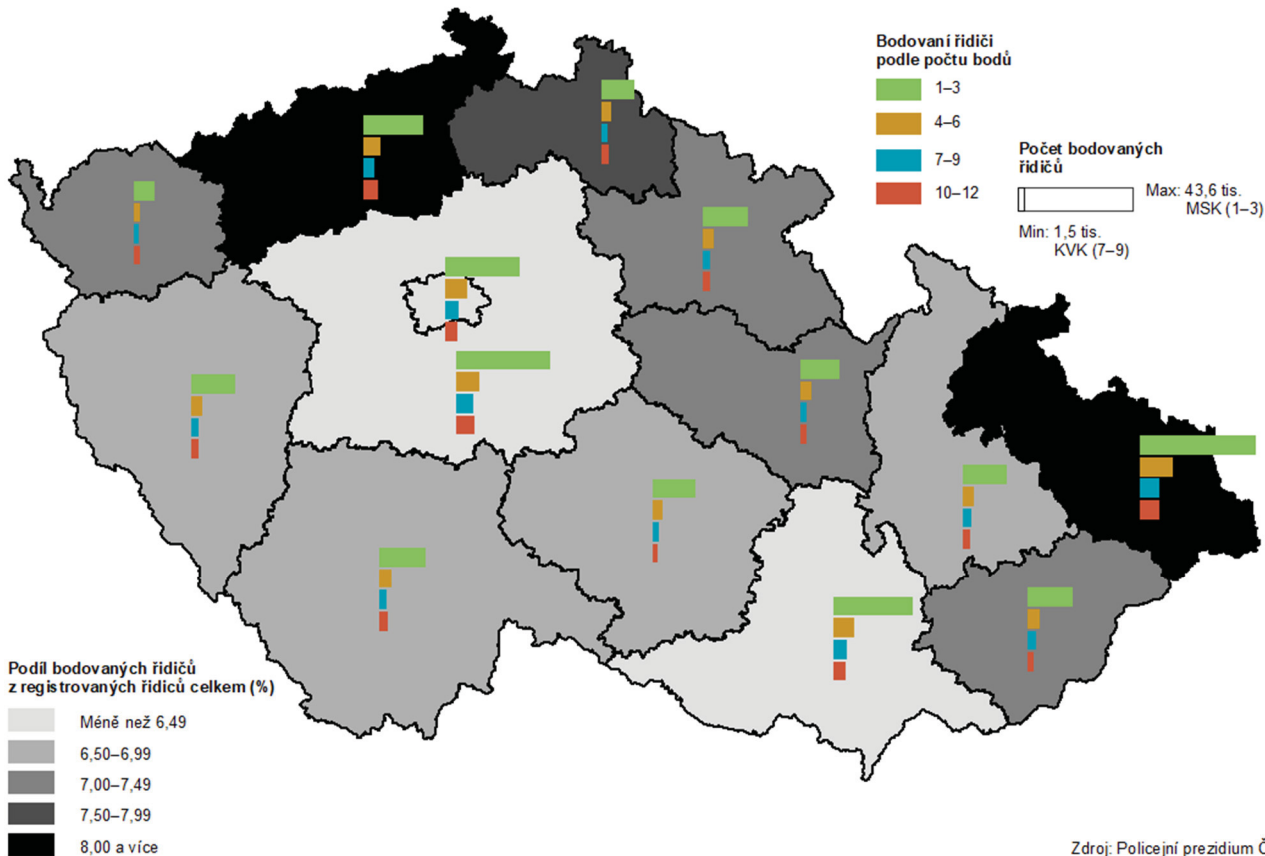 Bodovaní řidiči
podle počtu bodů
1–3
4–6
7–9
10–12
Počet bodovaných
řidičů
Max: 43,6 tis.
MSK (1–3)
Min: 1,5 tis.
KVK (7–9)
Podíl bodovaných řidičů
z registrovaných řidičů celkem (%)
Méně než 6,49
6,50–6,99
7,00–7,49
7,50–7,99
8,00 a více
Zdroj: Policejní prezidium Č